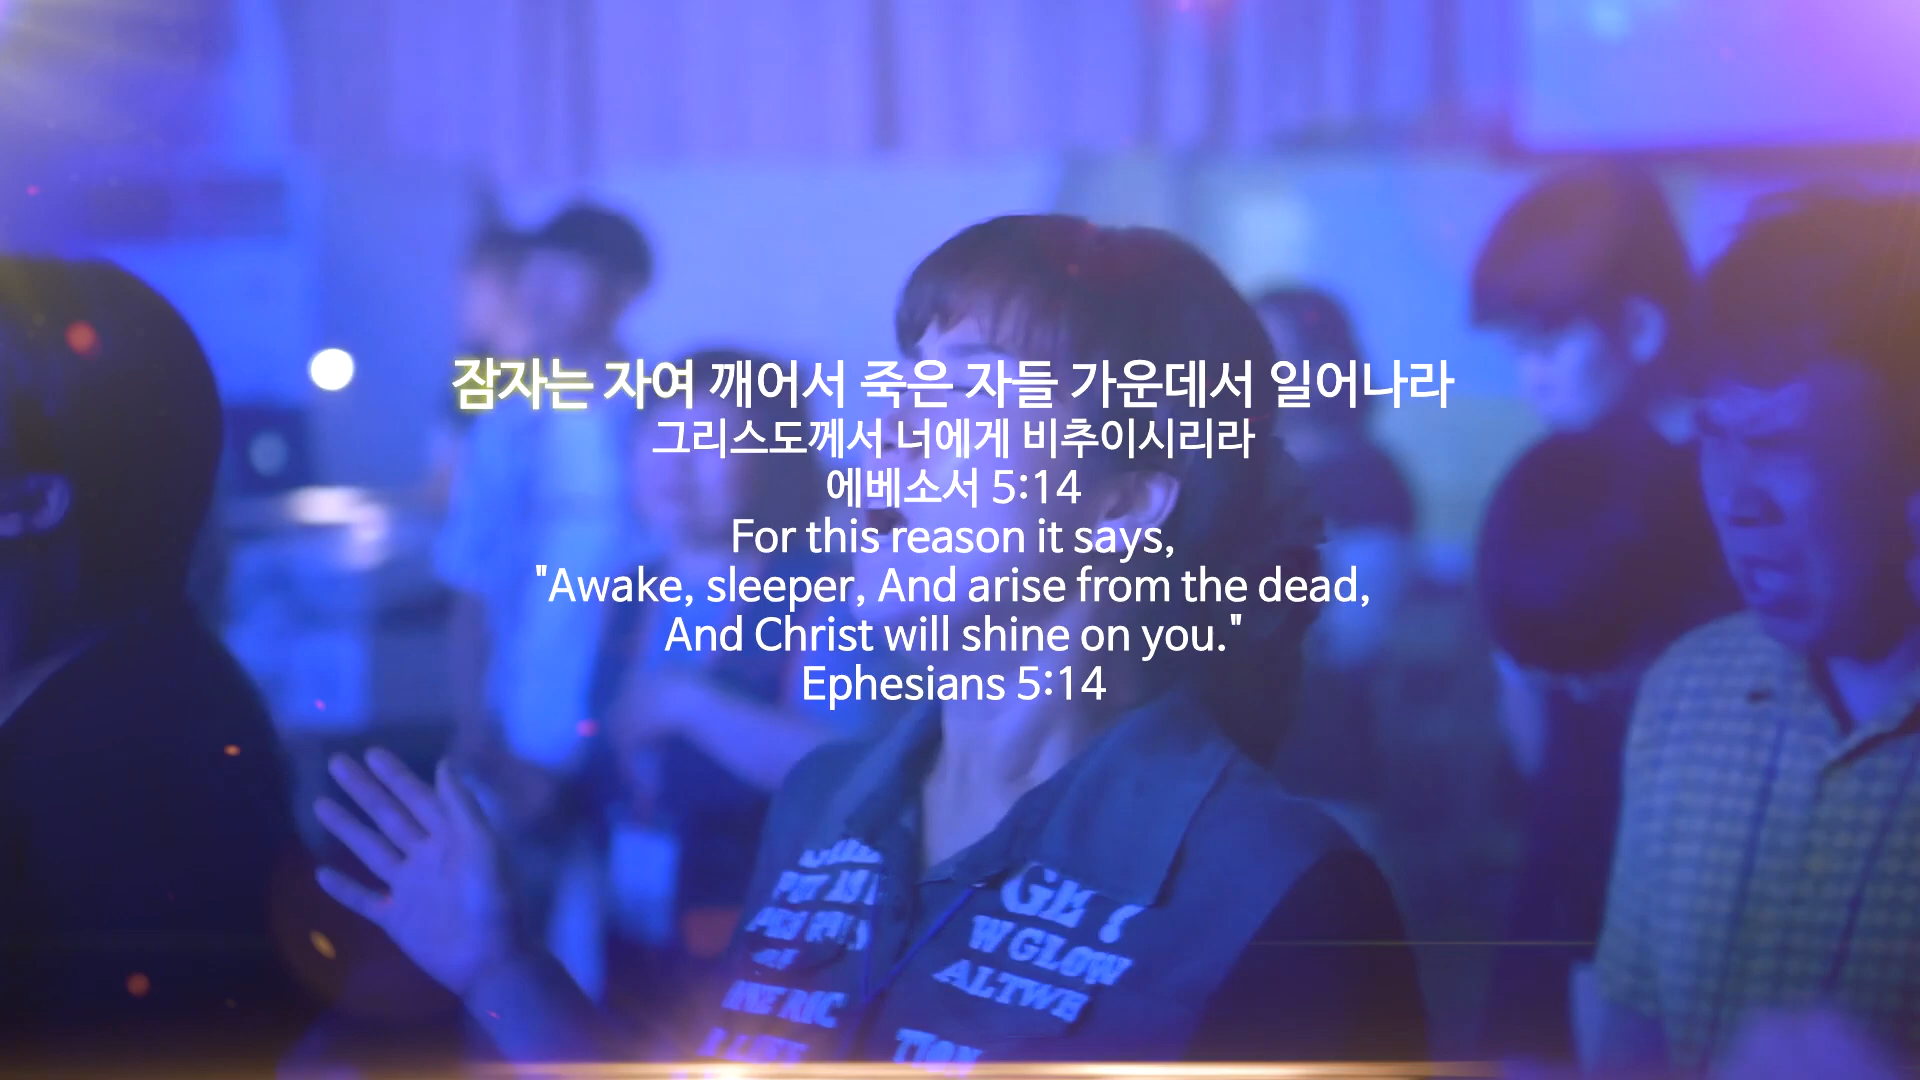 잠자는 자여 깨어서 죽은 자들 가운데서 일어나라
그리스도께서 너에게 비추이시리라
에베소서 5:14
For this reason it says,
"Awake, sleeper, And arise from the dead,
And Christ will shine on you."
Ephesians 5:14
W GLOW
ALTWE
TION